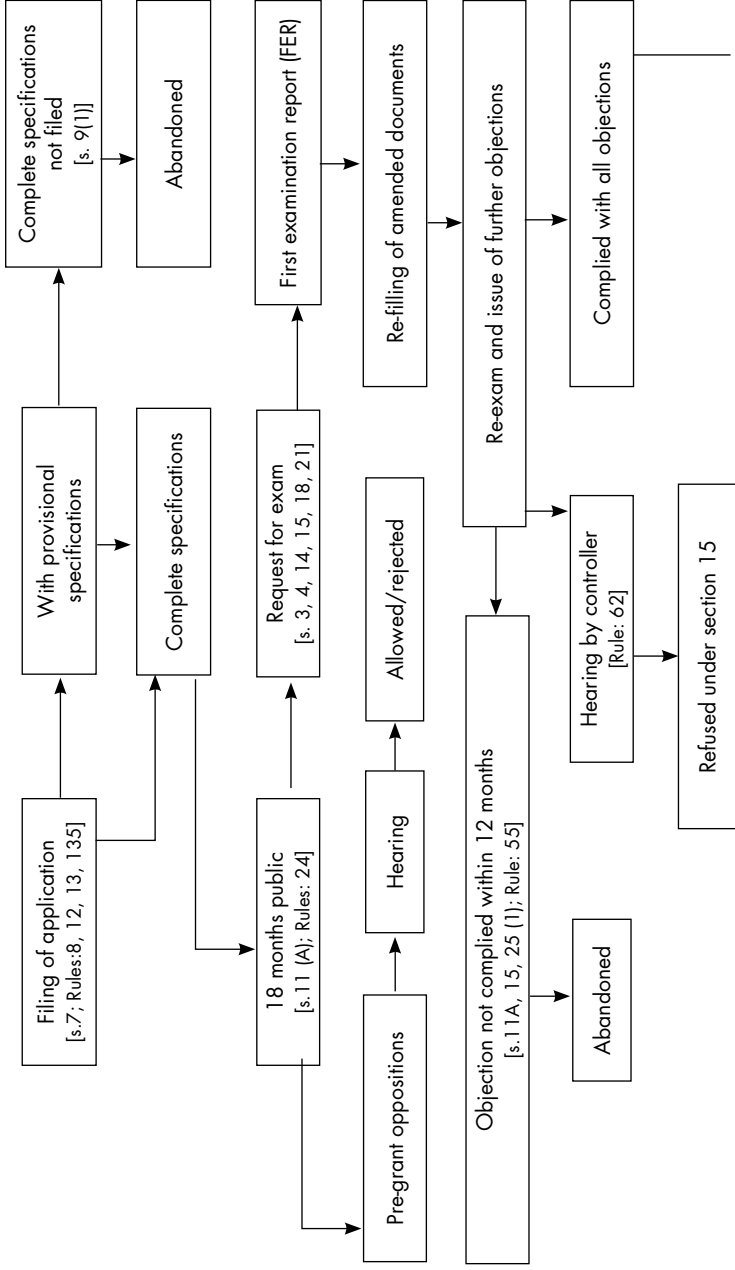 Filing of application
[s.7; Rules:8, 12, 13, 135]
With provisional
specifications
Complete specifications
not filed
[s. 9(1)]
Complete specifications
Abandoned
18 months public
[s.11 (A); Rules: 24]
Request for exam
[s. 3, 4, 14, 15, 18, 21]
First examination report (FER)
Pre-grant oppositions
Hearing
Allowed/rejected
Re-filling of amended documents
Objection not complied within 12 months
[s.11A, 15, 25 (1); Rule: 55]
Re-exam and issue of further objections
Abandoned
Hearing by controller
[Rule: 62]
Complied with all objections
Refused under section 15